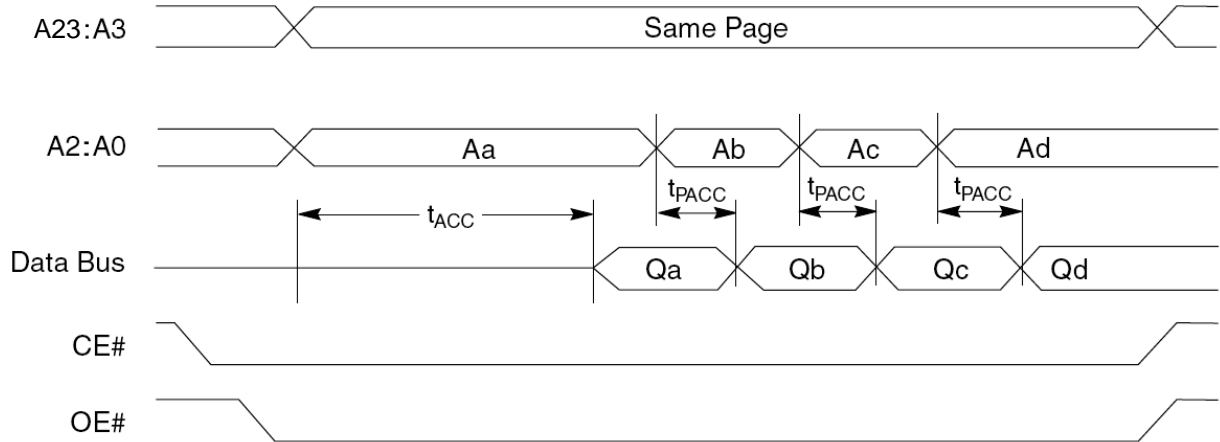 A23:A3 Same Page
A2:A0 Aa Ab Ac Ad
tACC tPACC tPACC tPACC
Data Bus Qa Qb Qc Qd
CE#
OE#